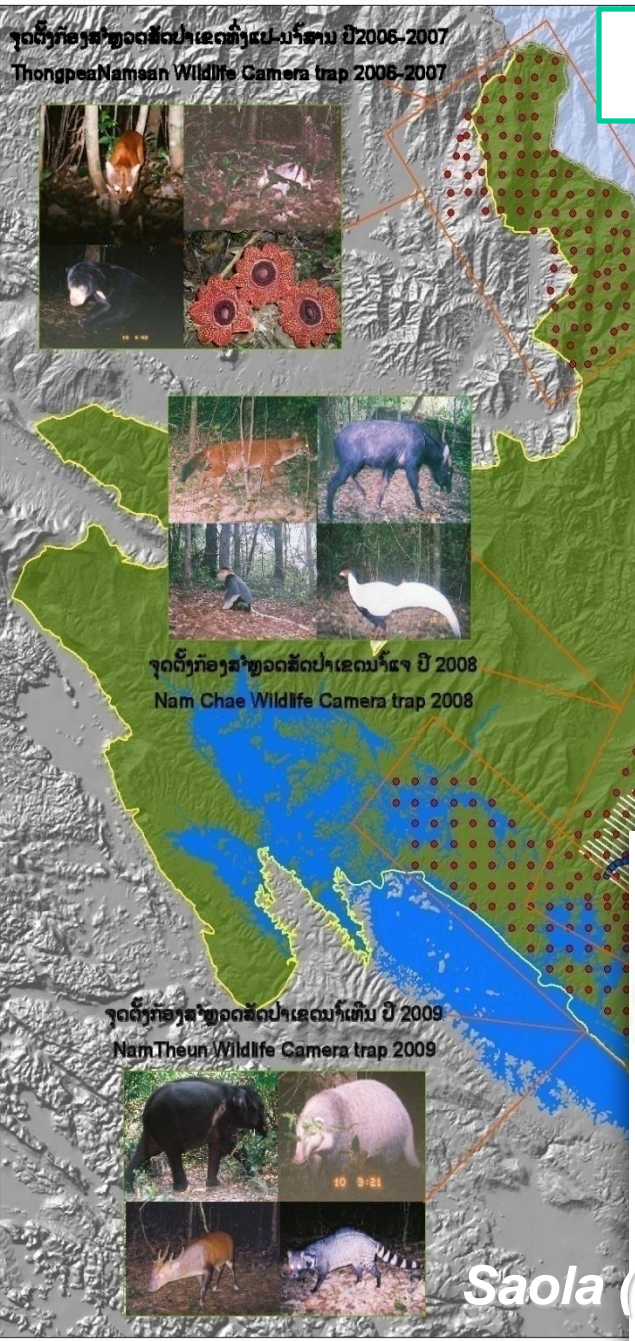 ຈຸດຕັ້ງກ້ອງສຳຫຼວດສັດປ່າເຂດທົ່ງແປ-ນ້ຳສານ ປີ2006-2007
ThongpeaNamsan Wildlife Camera trap 2006-2007
ຈຸດຕັ້ງກ້ອງສຳຫຼວດສັດປ່າເຂດນ້ຳແຈ ປີ 2008
Nam Chae Wildlife Camera trap 2008
ຈຸດຕັ້ງກ້ອງສຳຫຼວດສັດປ່າເຂດນ້ຳເທີນ ປີ 2009
NamTheun Wildlife Camera trap 2009
10 9:21
Saola (